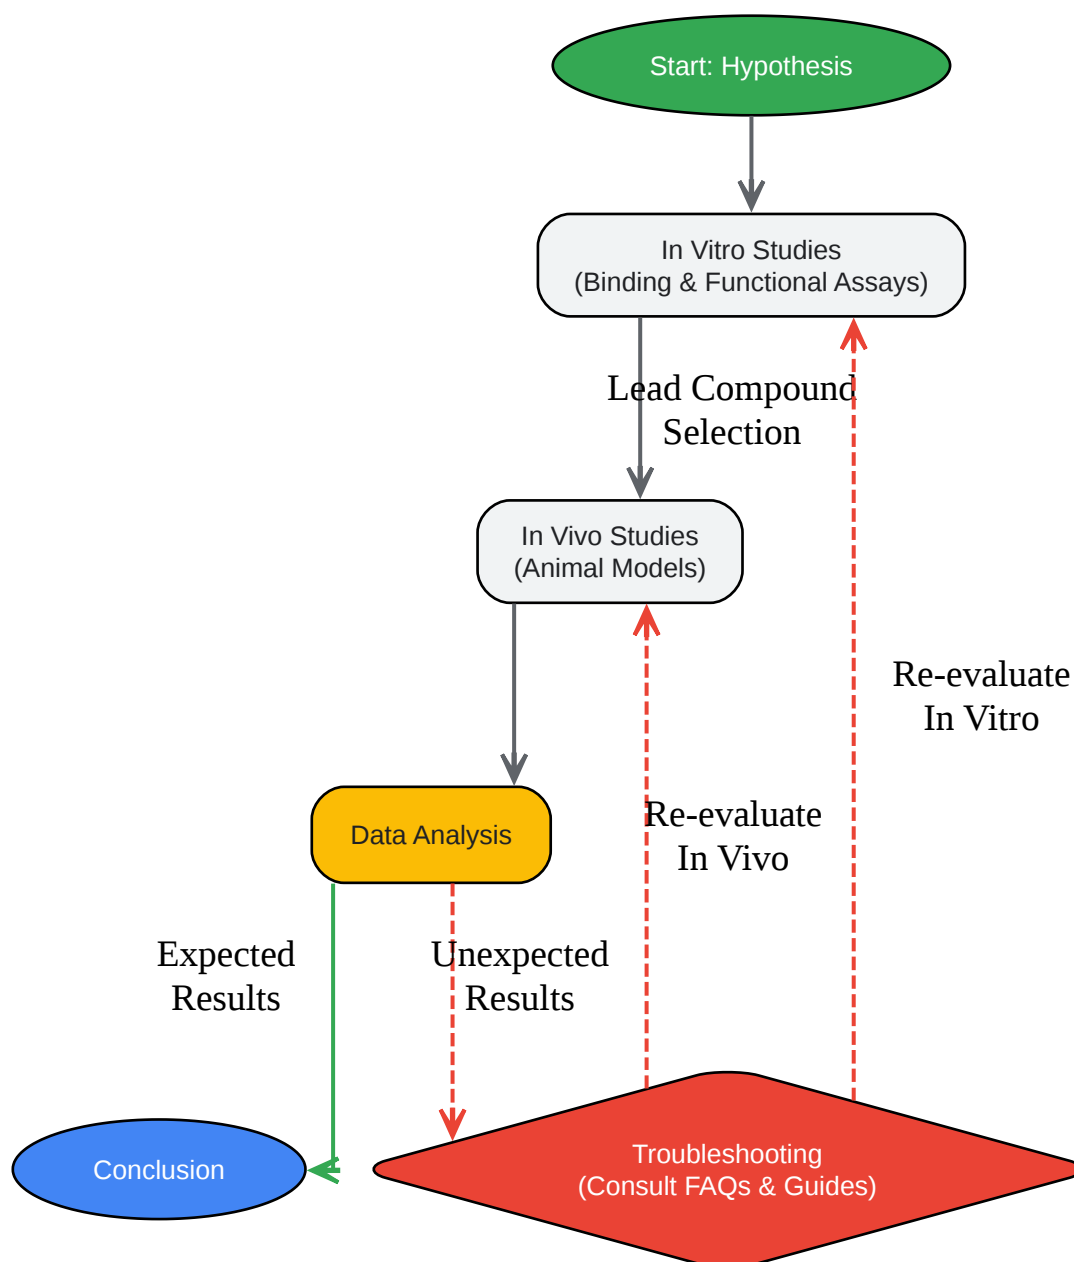 Start: Hypothesis
In Vitro Studies
(Binding & Functional Assays)
Lead Compound
Selection
In Vivo Studies
(Animal Models)
Re-evaluate
In Vitro
Data Analysis
Re-evaluate
In Vivo
Expected
Results
Unexpected
Results
Conclusion
Troubleshooting
(Consult FAQs & Guides)